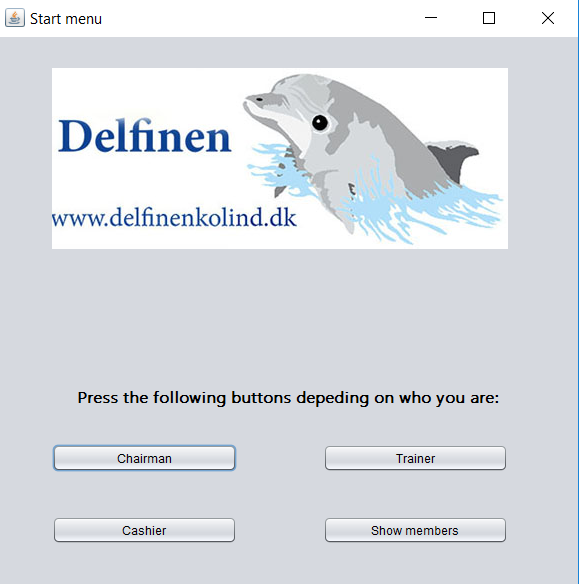 Start menu
Delfinen
www.delfinenkolind.dk
Press the following buttons depeding on who you are:
Chairman
Trainer
Cashier
Show members